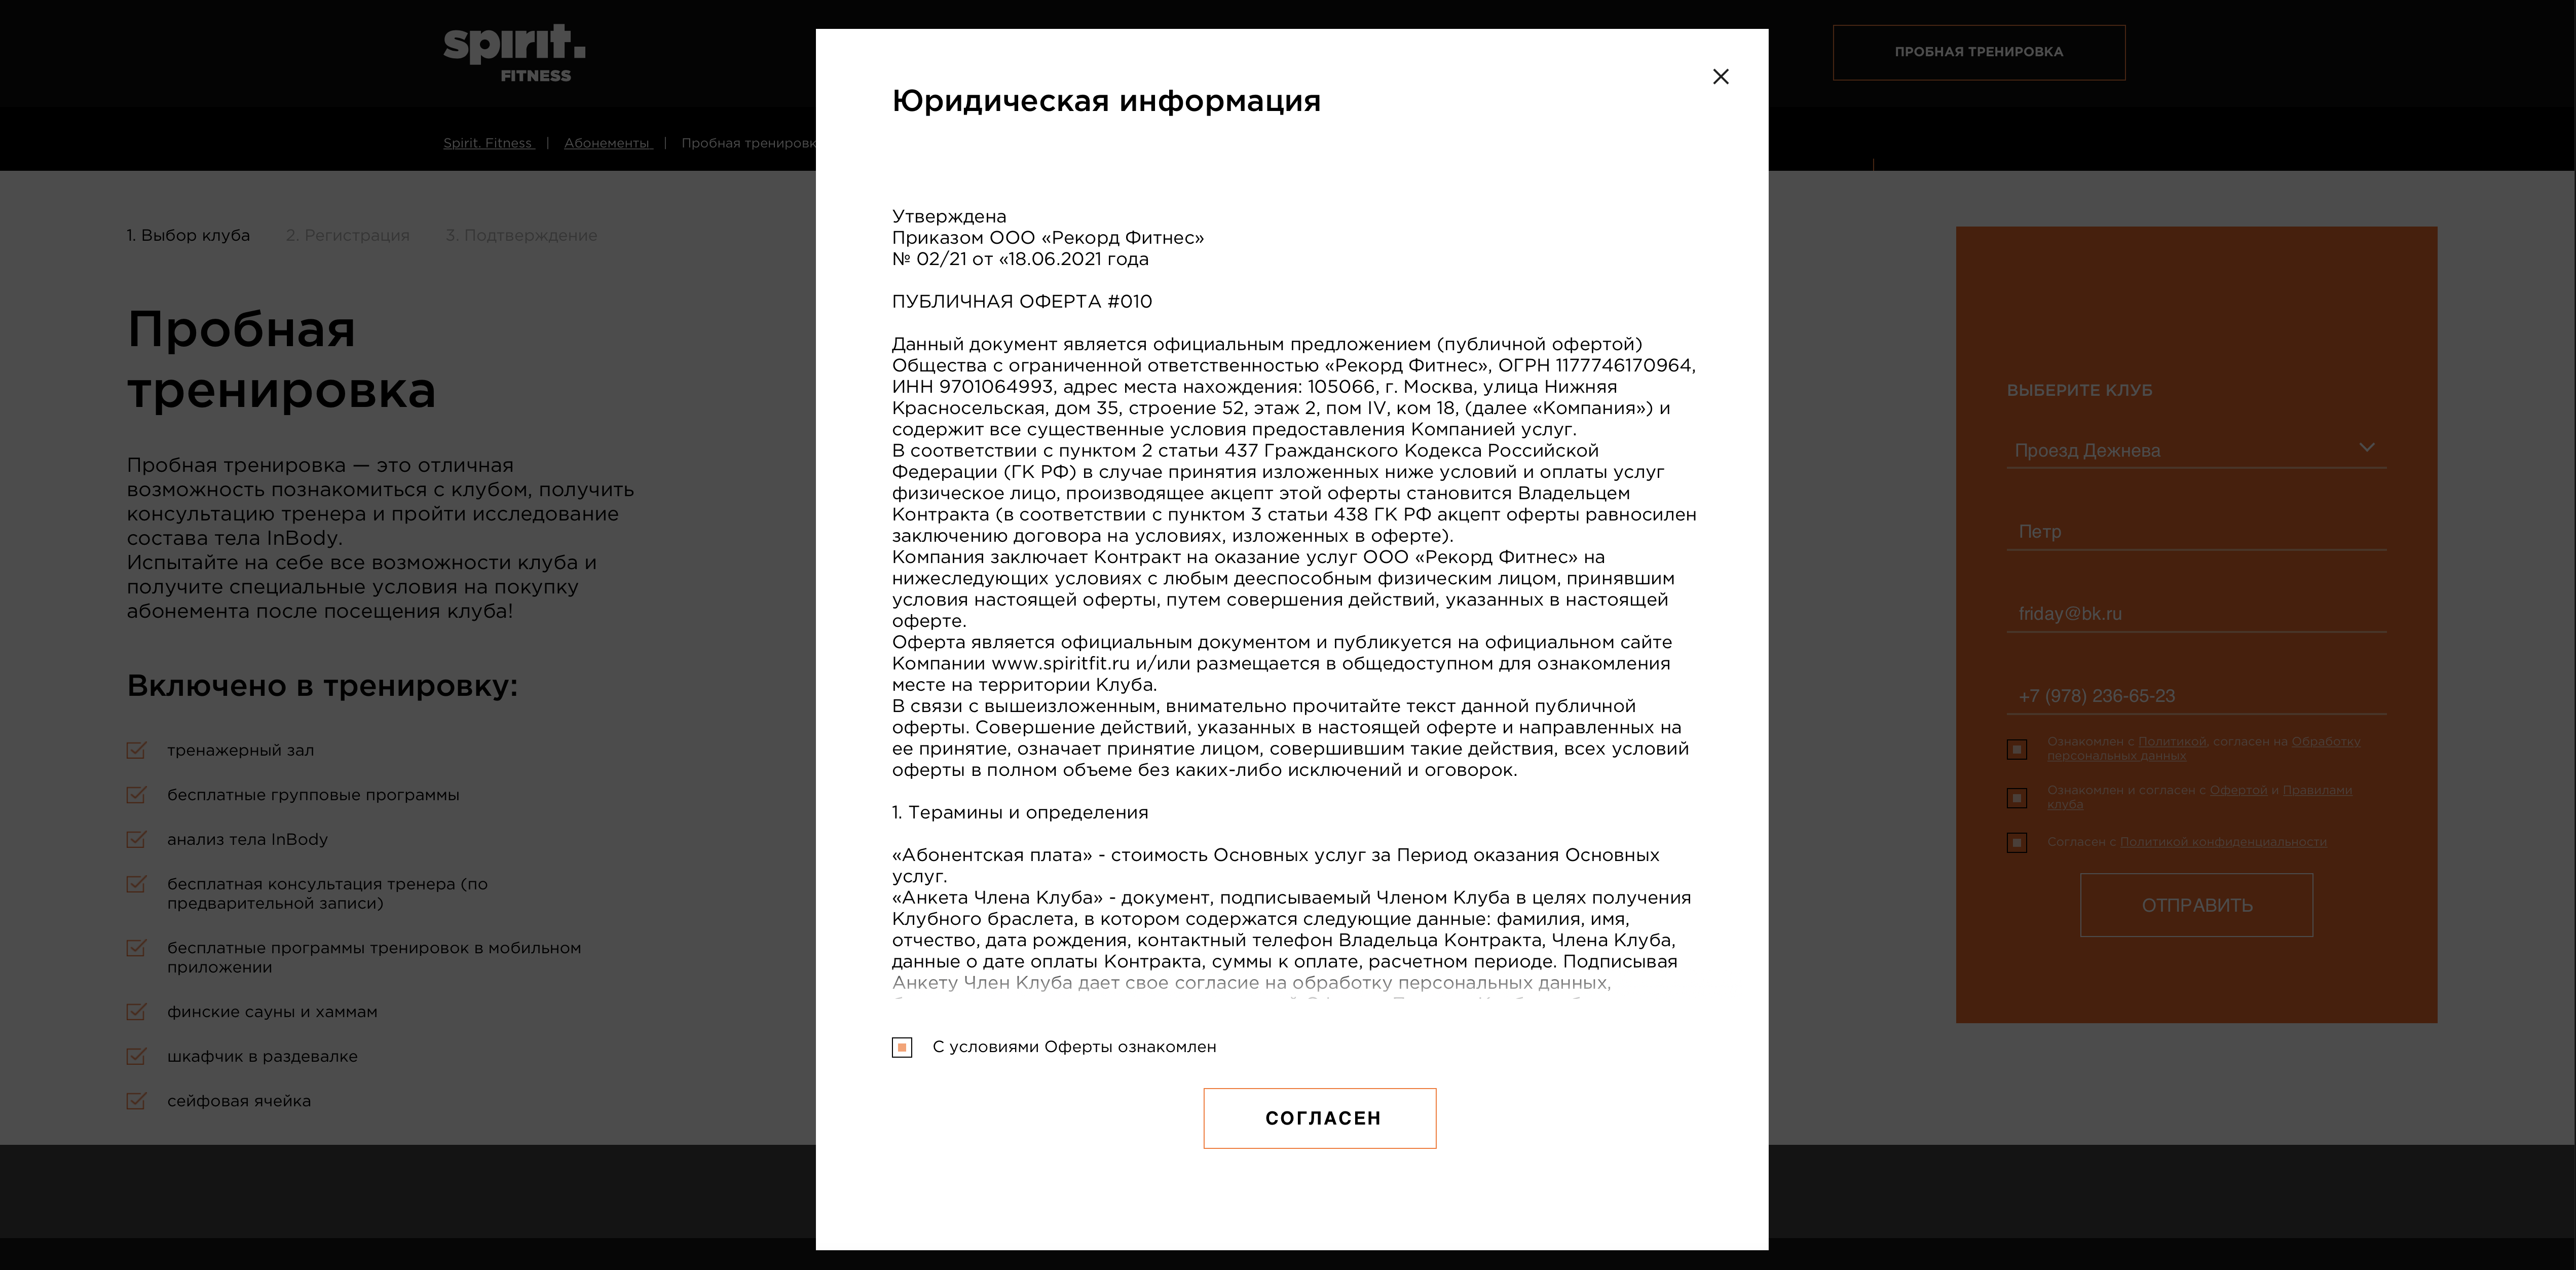 spirit.
FITNESS
ПРОБНАЯ ТРЕНИРОВКА
Spirit. Fitness | Абонементы | Пробная тренировк
1. Выбор клуба 2. Регистрация 3. Подтверждение
Пробная
тренировка
Пробная тренировка — это отличная
возможность познакомиться с клубом, получить
консультацию тренера и пройти исследование
состава тела InBody.
Испытайте на себе все возможности клуба и
получите специальные условия на покупку
абонемента после посещения клуба!
Включено в тренировку:
тренажерный зал
бесплатные групповые программы
анализ тела InBody
бесплатная консультация тренера (по
предварительной записи)
бесплатные программы тренировок в мобильном
приложении
финские сауны и хаммам
шкафчик в раздевалке
сейфовая ячейка
Юридическая информация
Утверждена
Приказом ООО «Рекорд Фитнес»
№ 02/21 от «18.06.2021 года
ПУБЛИЧНАЯ ОФЕРТА #010
Данный документ является официальным предложением (публичной офертой)
Общества с ограниченной ответственностью «Рекорд Фитнес», ОГРН 11777746170964,
ИНН 9701064993, адрес места нахождения: 105066, г. Москва, улица Нижняя
Красносельская, дом 35, строение 52, этаж 2, пом IV, ком 18, (далее «Компания») и
содержит все существенные условия предоставления Компанией услуг.
В соответствии с пунктом 2 статьи 437 Гражданского Кодекса Российской
Федерации (ГК РФ) в случае принятия изложенных ниже условий и оплаты услуг
физическое лицо, производящее акцепт этой оферты становится Владельцем
Контракта (в соответствии с пунктом 3 статьи 438 ГК РФ акцепт оферты равносилен
заключению договора на условиях, изложенных в оферте).
Компания заключает Контракт на оказание услуг ООО «Рекорд Фитнес» на
нижеследующих условиях с любым дееспособным физическим лицом, принявшим
условия настоящей оферты, путем совершения действий, указанных в настоящей
оферте.
Оферта является официальным документом и публикуется на официальном сайте
Компании www.spiritfit.ru и/или размещается в общедоступном для ознакомления
месте на территории Клуба.
В связи с вышеизложенным, внимательно прочитайте текст данной публичной
оферты. Совершение действий, указанных в настоящей оферте и направленных на
ее принятие, означает принятие лицом, совершившим такие действия, всех условий
оферты в полном объеме без каких-либо исключений и оговорок.
1. Терамины и определения
«Абонентская плата» - стоимость Основных услуг за Период оказания Основных
услуг.
«Анкета Члена Клуба» - документ, подписываемый Членом Клуба в целях получения
Клубного браслета, в котором содержатся следующие данные: фамилия, имя,
отчество, дата рождения, контактный телефон Владельца Контракта, Члена Клуба,
данные о дате оплаты Контракта, суммы к оплате, расчетном периоде. Подписывая
Анкету Член Клуба дает свое согласие на обработку персональных данных,
С условиями Оферты ознакомлен
СОГЛАСЕН
ВЫБЕРИТЕ КЛУБ
Проезд Дежнева
Петр
friday@bk.ru
+7 (978) 236-65-23
Ознакомлен с Политикой, согласен на Обработку
персональных данных
Ознакомлен и согласен с Офертой и Правилами
клуба
Согласен с Политикой конфиденциальности
ОТПРАВИТЬ